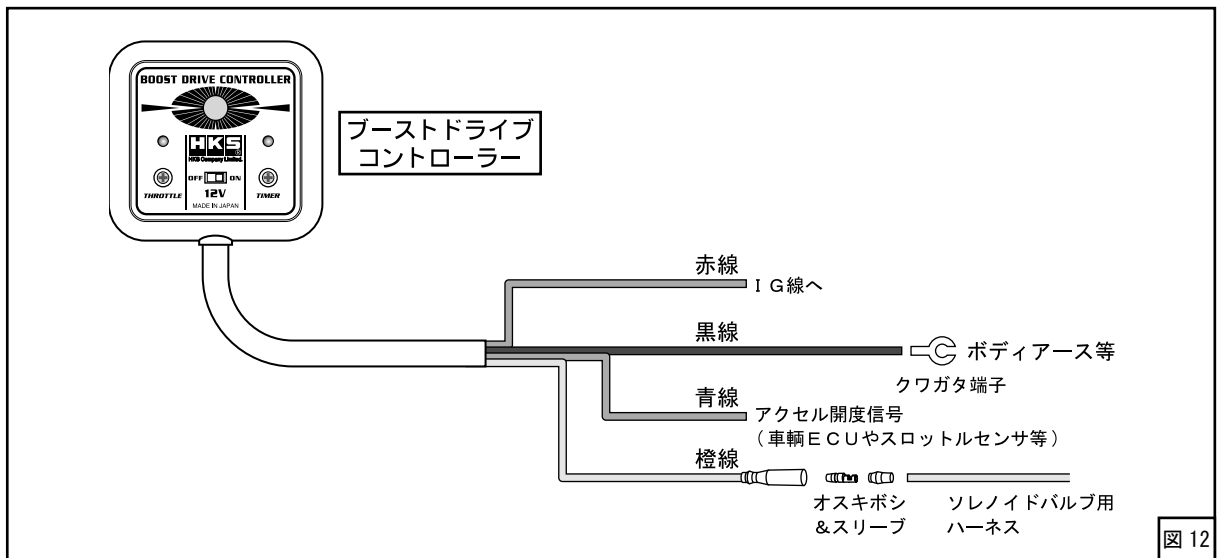 BOOST DRIVE CONTROLLER
HKS
HKS Company Limited.
OFF ON
THROTTLE 12V TIMER
MADE IN JAPAN
ブーストドライブ
コントローラー
赤線
ＩＧ線へ
黒線
ボディアース等
クワガタ端子
青線
アクセル開度信号
（車輌ＥＣＵやスロットルセンサ等）
橙線
オスキボシ
&スリーブ
ソレノイドバルブ用
ハーネス
図 12